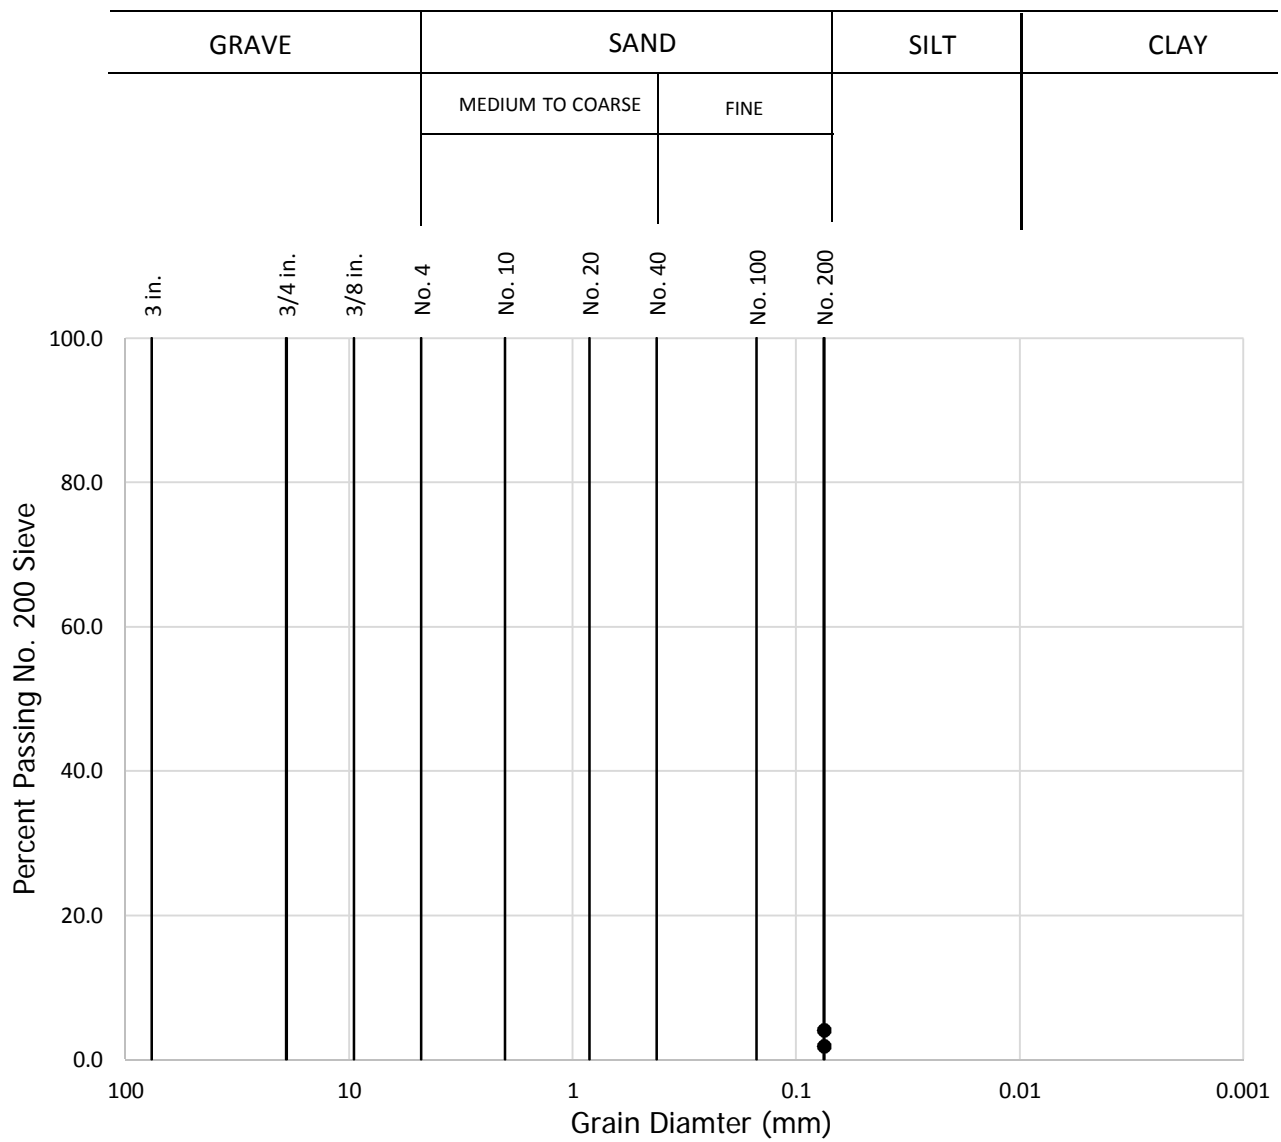 GRAVE SAND SILT CLAY
MEDIUM TO COARSE FINE
3 in. 3/4 in. 3/8 in. No. 4 No. 10 No. 20 No. 40 No. 100 No. 200
100.0
80.0
60.0
40.0
20.0
0.0
Percent Passing No. 200 Sieve
100 10 1 0.1 0.01 0.001
Grain Diamter (mm)